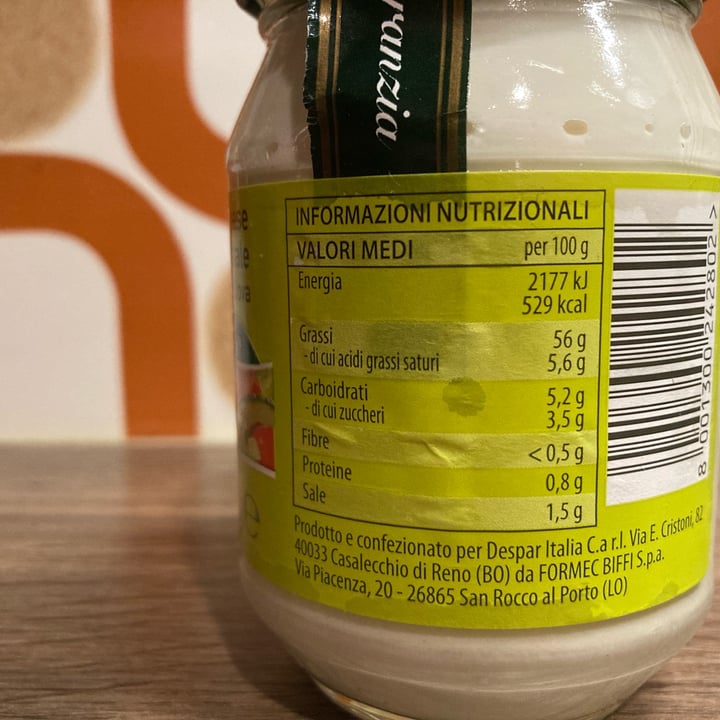 ranzia
INFORMAZIONI NUTRIZIONALI
VALORI MEDI per 100 g
Energia 2177 kJ
529 kcal
Grassi 56 g
- di cui acidi grassi saturi 5,6 g
Carboidrati 5,2 g
- di cui zuccheri 3,5 g
Fibre < 0,5 g
Proteine 0,8 g
Sale 1,5 g
Prodotto e confezionato per Despar Italia C.a r.l. Via E. Cristoni, 82
40033 Casalecchio di Reno (BO) da FORMEC BIFFI S.p.a.
Via Piacenza, 20 - 26865 San Rocco al Porto (LO)
8 001300 242802 >